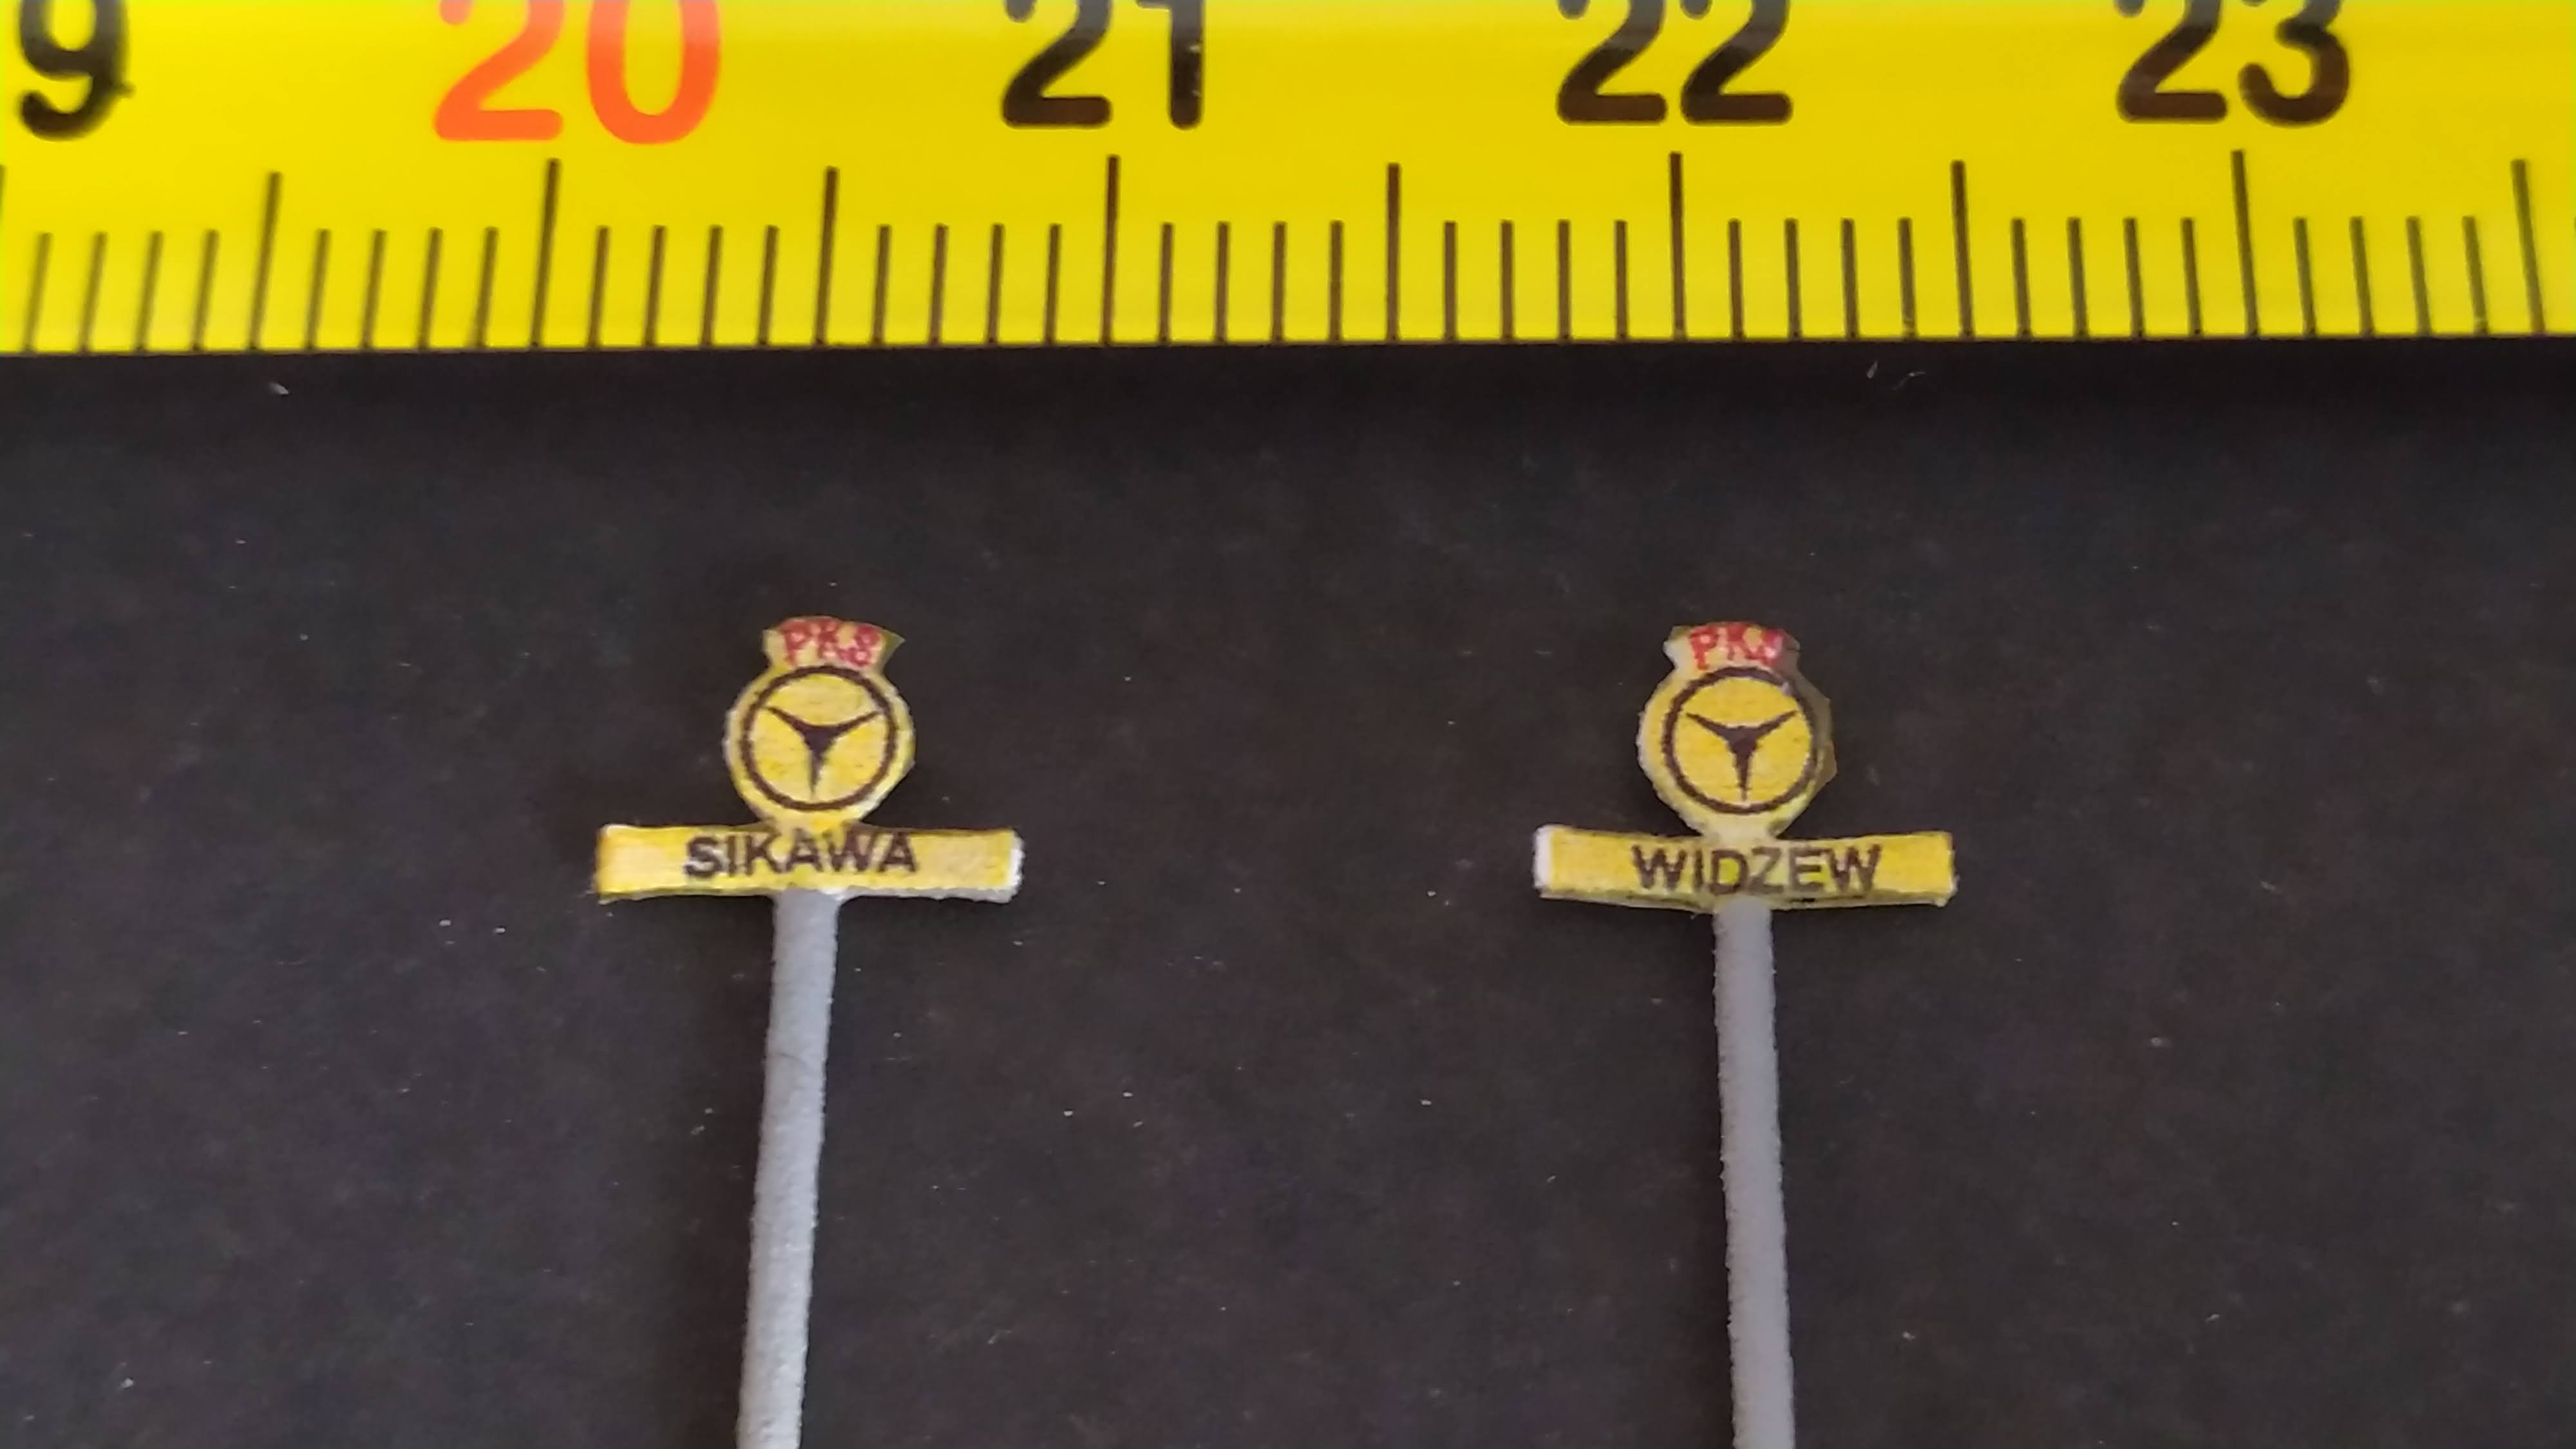 9 20 21 22 23
PKS
SIKAWA
PKS
WIDZEW